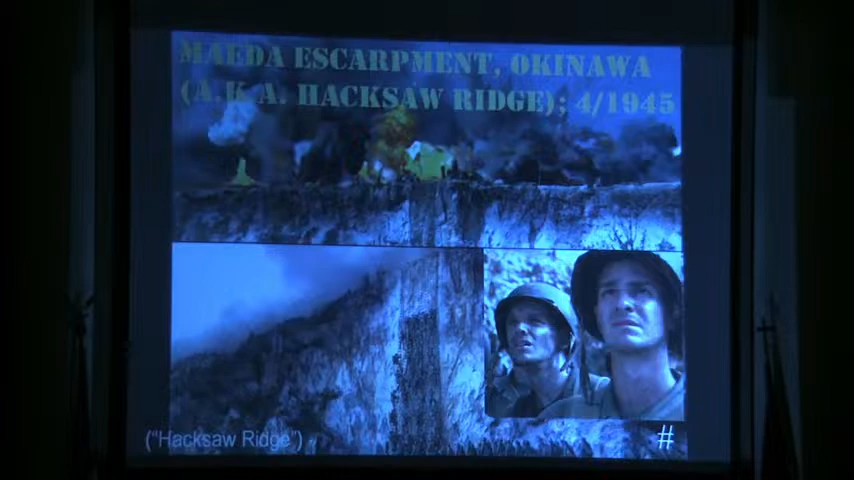 MAEDA ESCARPMENT, OKINAWA
(A.K.A. HACKSAW RIDGE); 4/1945
("Hacksaw Ridge")
#